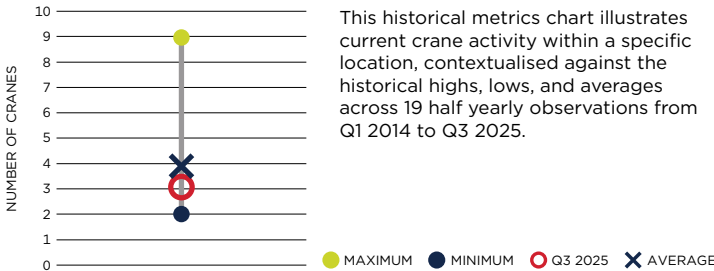 10
9
8
7
6
5
4
3
2
1
0
NUMBER OF CRANES
This historical metrics chart illustrates
current crane activity within a specific
location, contextualised against the
historical highs, lows, and averages
across 19 half yearly observations from
Q1 2014 to Q3 2025.
MAXIMUM MINIMUM Q3 2025 AVERAGE